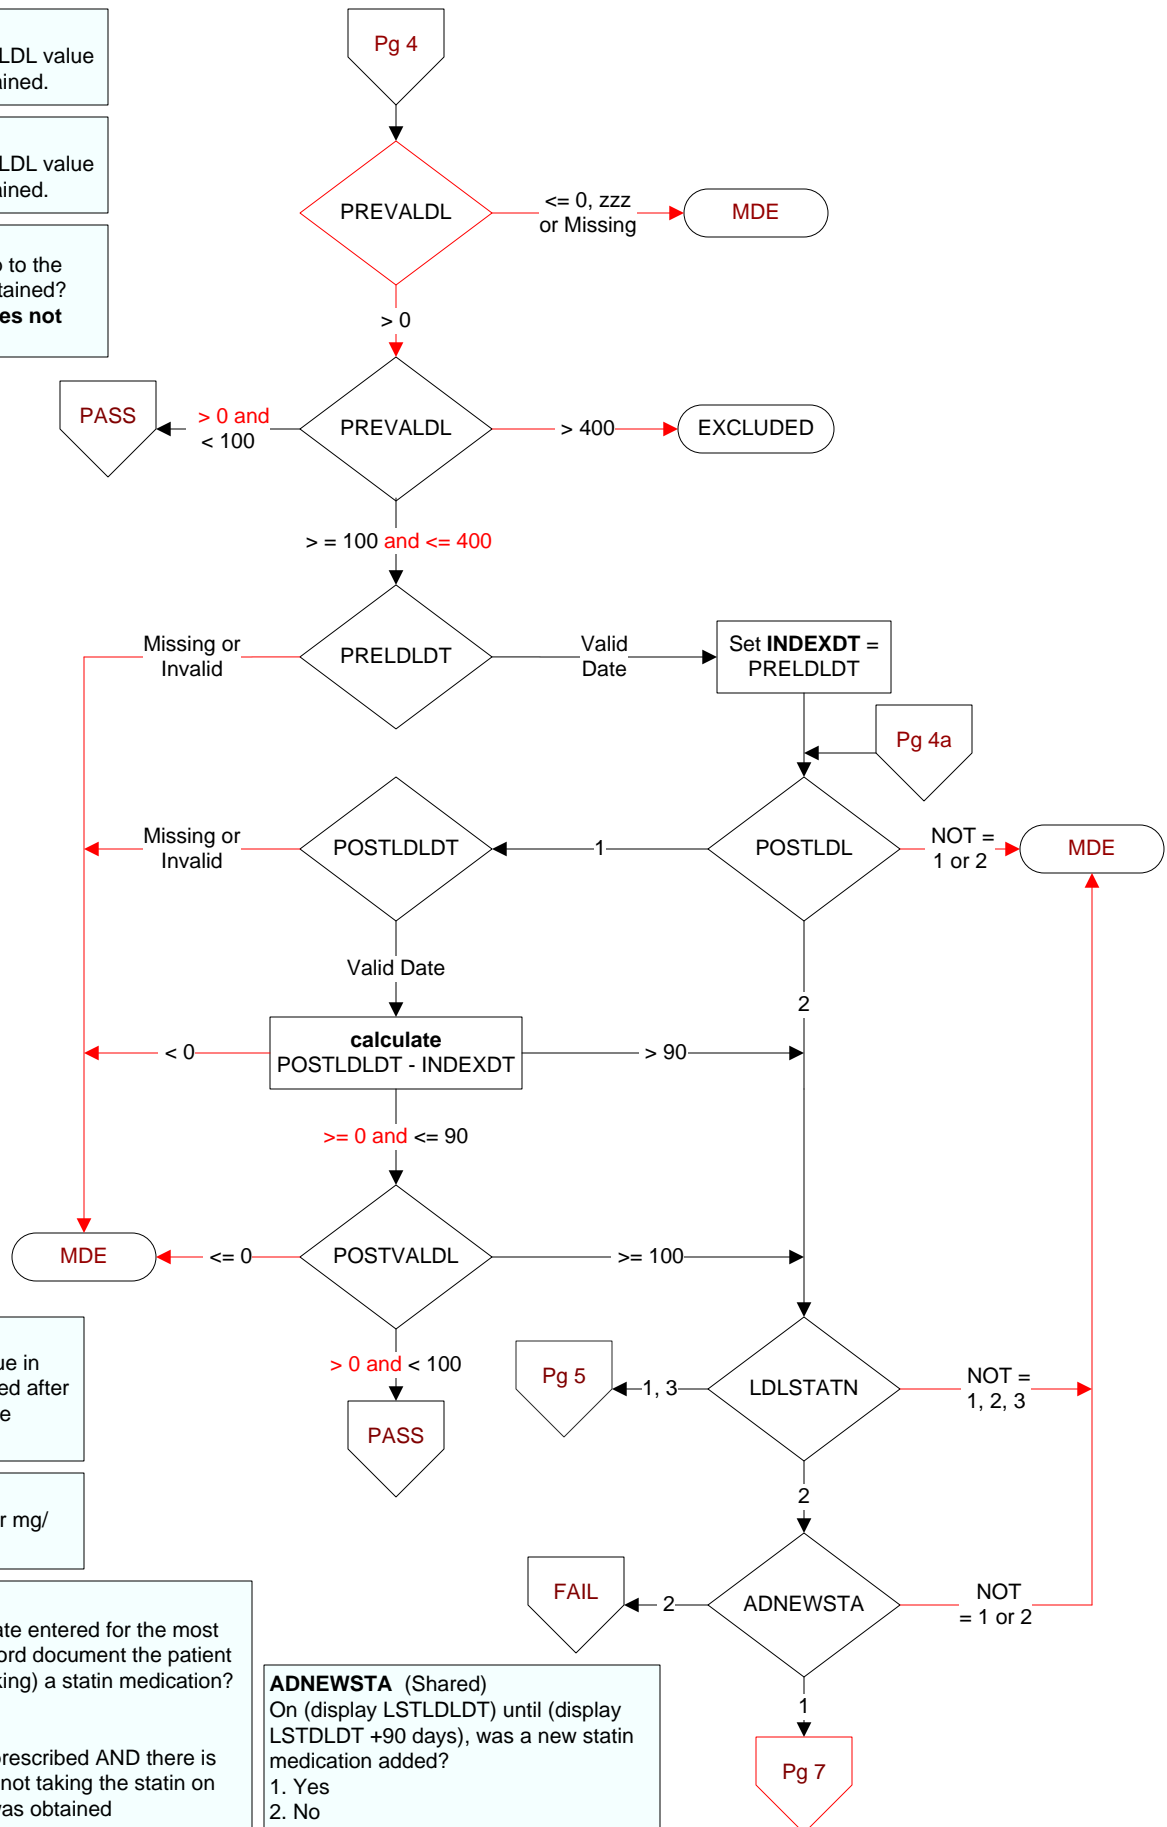 LDL value
ained.
LDL value
ained.
o to the
tained?
es not
Pg 4
PREVALDL
<= 0, zzz
or Missing
MDE
> 0
PREVALDL
PASS
> 0 and
< 100
> 400
EXCLUDED
> = 100 and <= 400
Missing or
Invalid
PRELDLDT
Valid
Date
Set INDEXDT =
PRELDLDT
Pg 4a
Missing or
Invalid
POSTLDLDT
1
POSTLDL
NOT =
1 or 2
MDE
Valid Date
2
< 0
calculate
POSTLDLDT - INDEXDT
> 90
>= 0 and <= 90
MDE
<= 0
POSTVALDL
>= 100
> 0 and < 100
PASS
Pg 5
1, 3
LDLSTATN
NOT =
1, 2, 3
2
FAIL
2
ADNEWSTA
NOT
= 1 or 2
1
Pg 7
ue in
ed after
e
r mg/
ate entered for the most
ord document the patient
king) a statin medication?
prescribed AND there is
not taking the statin on
was obtained
ADNEWSTA (Shared)
On (display LSTLDLDT) until (display
LSTDLDT +90 days), was a new statin
medication added?
1. Yes
2. No